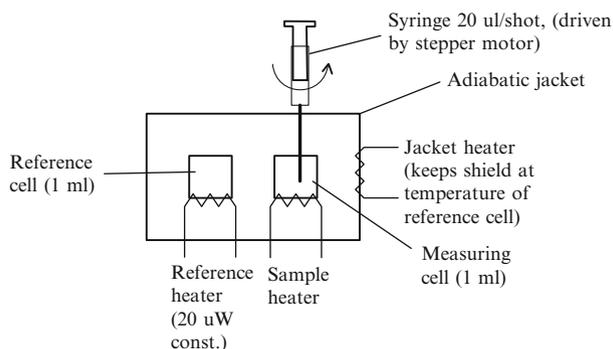 Syringe 20 ul/shot, (driven
by stepper motor)
Adiabatic jacket
Reference
cell (1 ml)
Jacket heater
(keeps shield at
temperature of
reference cell)
Measuring
cell (1 ml)
Reference
heater
(20 uW
const.)
Sample
heater